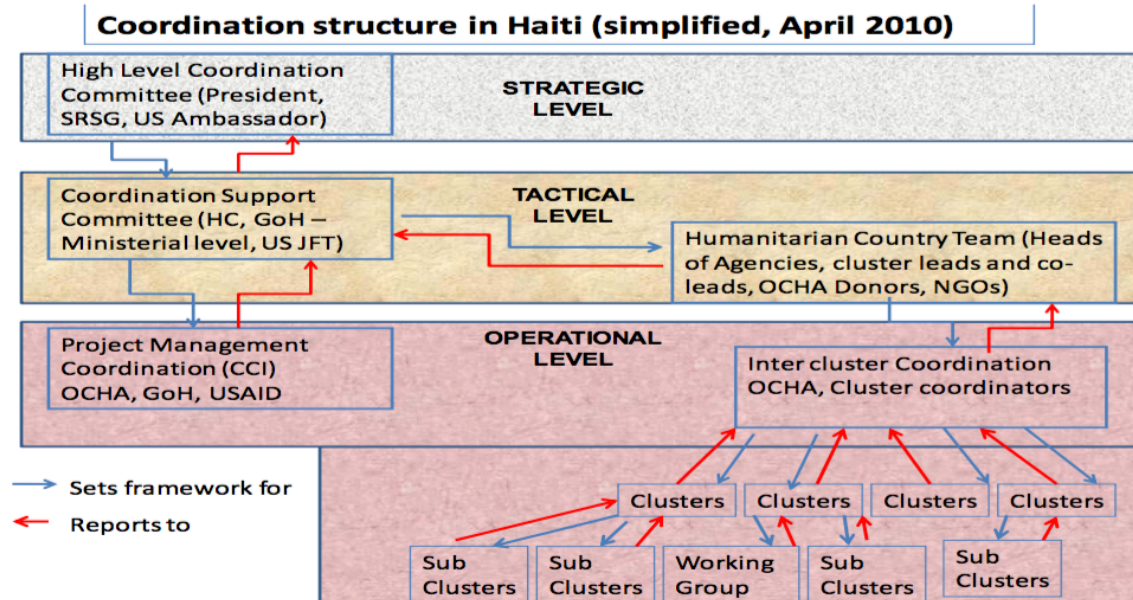 Coordination structure in Haiti (simplified, April 2010)
High Level Coordination
Committee (President,
SRSG, US Ambassador)
STRATEGIC
LEVEL
Coordination Support
Committee (HC, GoH –
Ministerial level, US JFT)
TACTICAL
LEVEL
Humanitarian Country Team (Heads
of Agencies, cluster leads and co-
leads, OCHA Donors, NGOs)
Project Management
Coordination (CCI)
OCHA, GoH, USAID
OPERATIONAL
LEVEL
Inter cluster Coordination
OCHA, Cluster coordinators
Sets framework for
Reports to
Clusters
Clusters
Clusters
Clusters
Sub
Clusters
Sub
Clusters
Working
Group
Sub
Clusters
Sub
Clusters